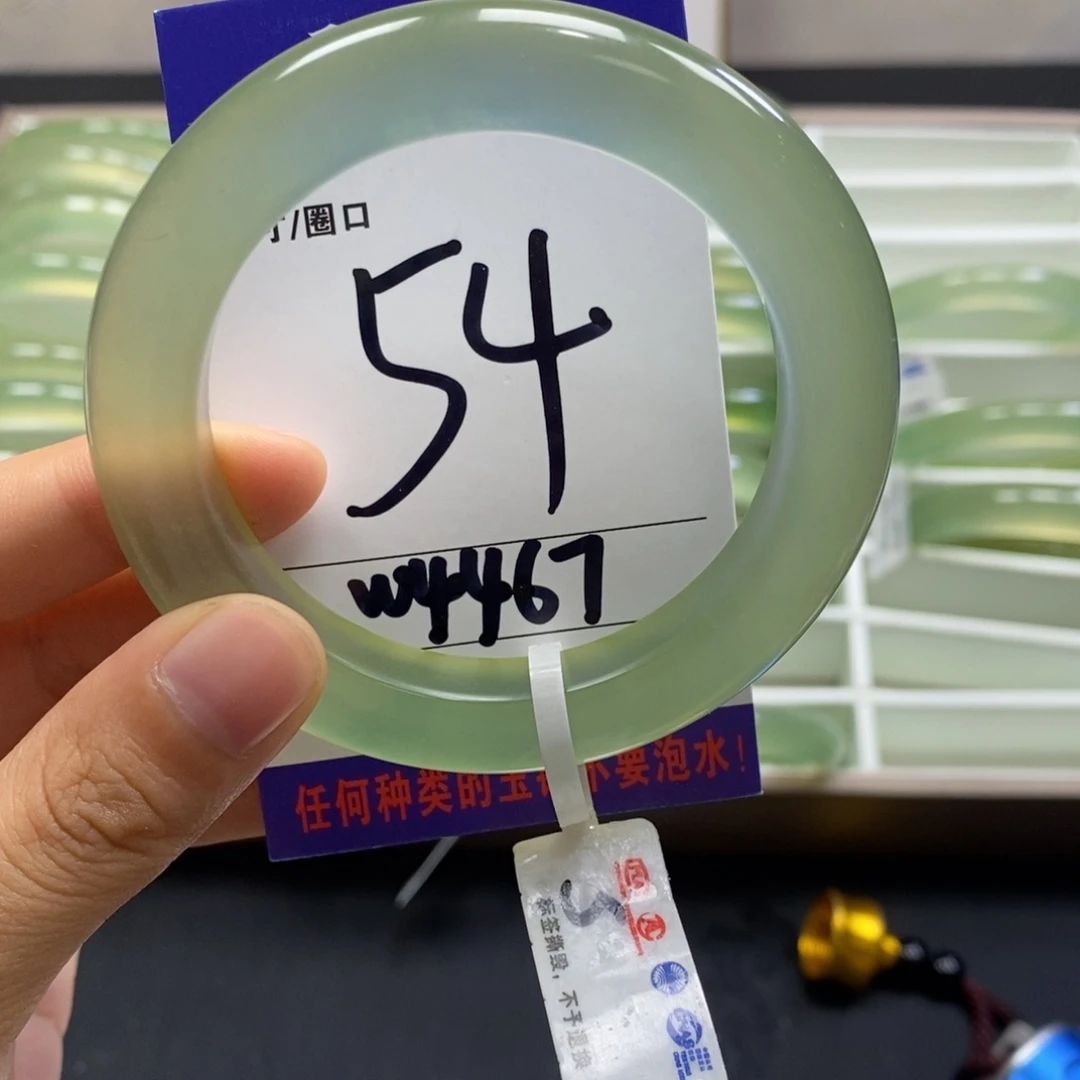 寸/圈口
54
W4467
任何种类的玉 不要泡水！
3
标签撕毁，不予退换